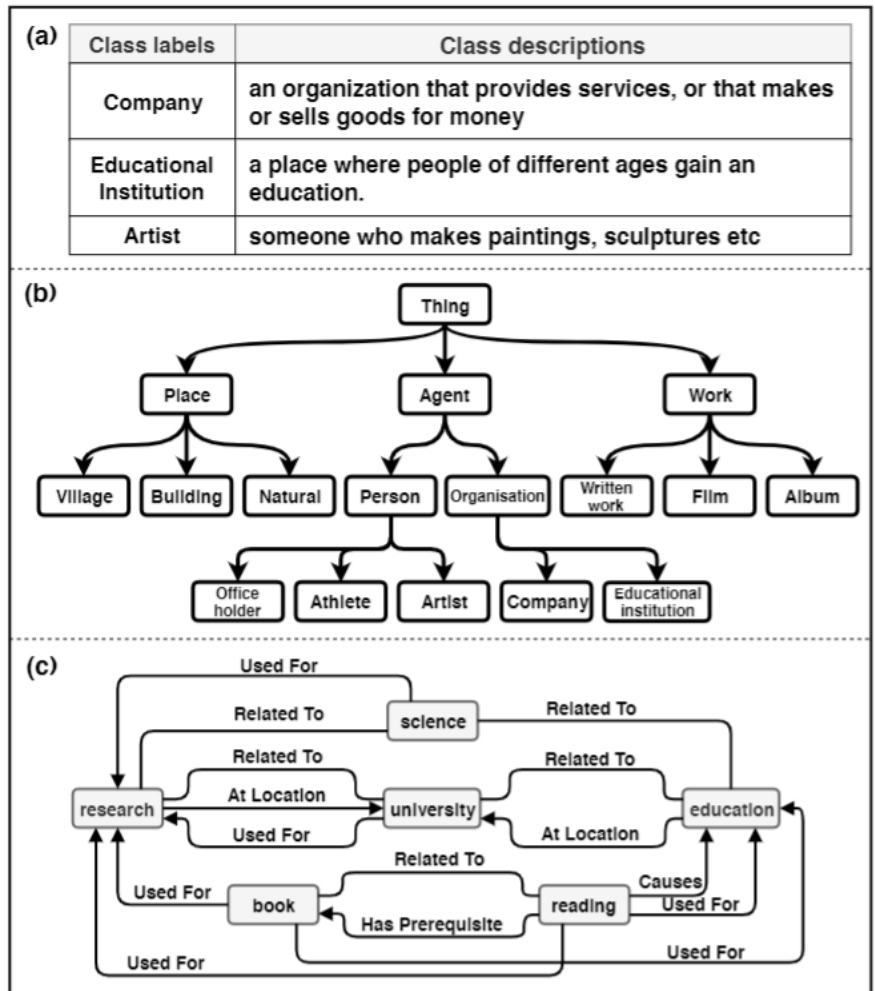 (a)
Class labels Class descriptions
Company an organization that provides services, or that makes
or sells goods for money
Educational
Institution
a place where people of different ages gain an
education.
Artist someone who makes paintings, sculptures etc
(b)
Thing
Place Agent Work
Village Building Natural Person Organisation Written
work
Film Album
Office
holder
Athlete Artist Company Educational
institution
(c)
Used For
science
Related To Related To
Related To Related To
research At Location university education
Used For At Location
Related To
Causes
Used For book reading Used For
Has Prerequisite
Used For
Used For